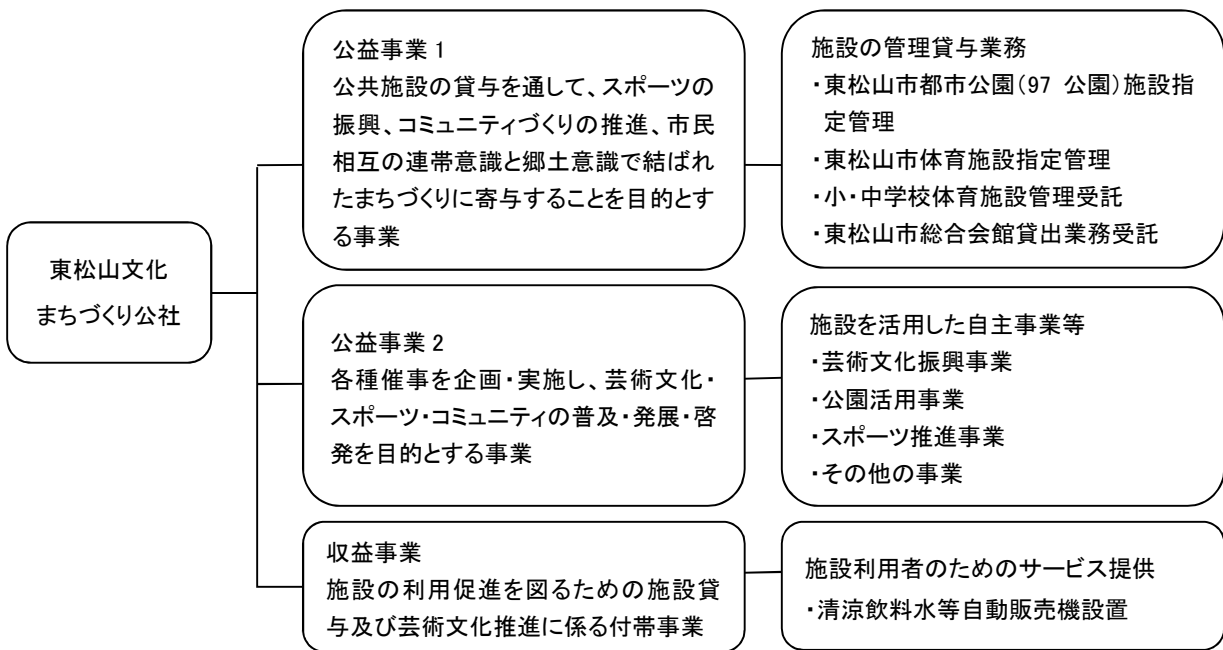 東松山文化
まちづくり公社
公益事業 1
公共施設の貸与を通して、スポーツの
振興、コミュニティづくりの推進、市民
相互の連帯意識と郷土意識で結ばれ
たまちづくりに寄与することを目的とす
る事業
施設の管理貸与業務
・東松山市都市公園(97 公園)施設指
定管理
・東松山市体育施設指定管理
・小・中学校体育施設管理受託
・東松山市総合会館貸出業務受託
公益事業 2
各種催事を企画・実施し、芸術文化・
スポーツ・コミュニティの普及・発展・啓
発を目的とする事業
施設を活用した自主事業等
・芸術文化振興事業
・公園活用事業
・スポーツ推進事業
・その他の事業
収益事業
施設の利用促進を図るための施設貸
与及び芸術文化推進に係る付帯事業
施設利用者のためのサービス提供
・清涼飲料水等自動販売機設置